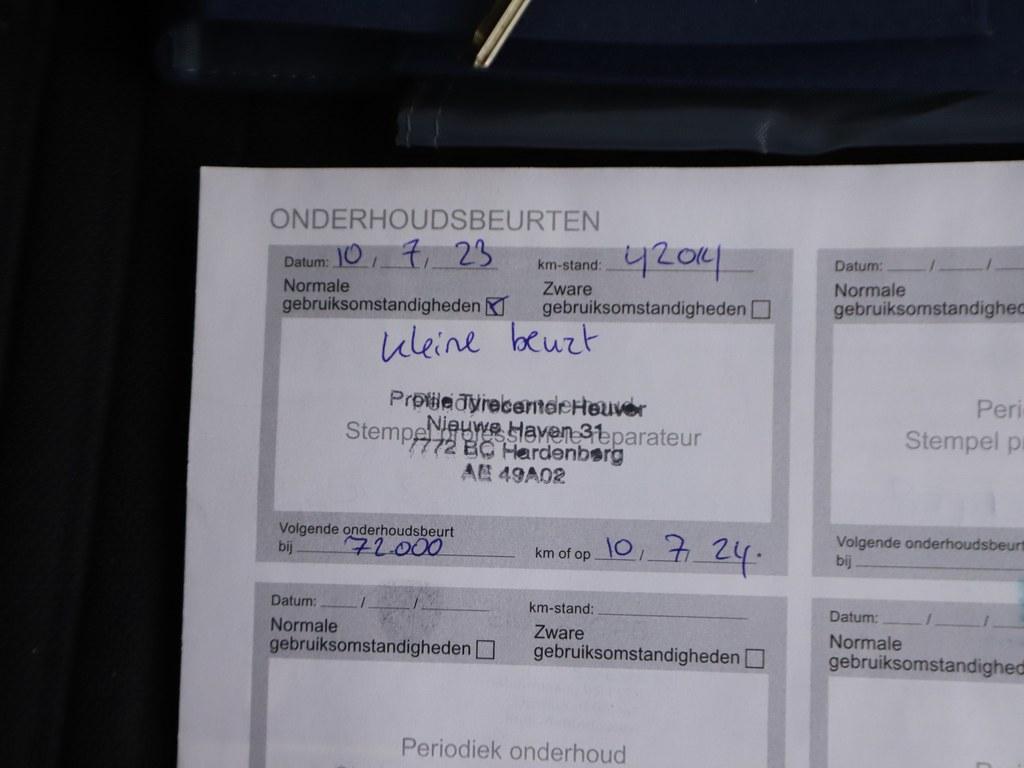 ONDERHOUDSBEURTEN
Datum: 10 / 7 / 23 km-stand: 42014
Normale gebruiksomstandigheden Zware gebruiksomstandigheden
kleine beurt
Periodiek onderhoud
Stempel professionele reparateur
Profile Tyrecenter Heuver
Nieuwe Haven 31
7772 BC Hardenberg
AE 49A02
Volgende onderhoudsbeurt
bij 72.000 km of op 10 / 7 / 24.
Datum: / / km-stand:
Normale gebruiksomstandigheden Zware gebruiksomstandigheden
Periodiek onderhoud
Datum: / /
Normale
gebruiksomstandighed
Peri
Stempel pr
Volgende onderhoudsbeurt
bij
Datum: / /
Normale
gebruiksomstandighed